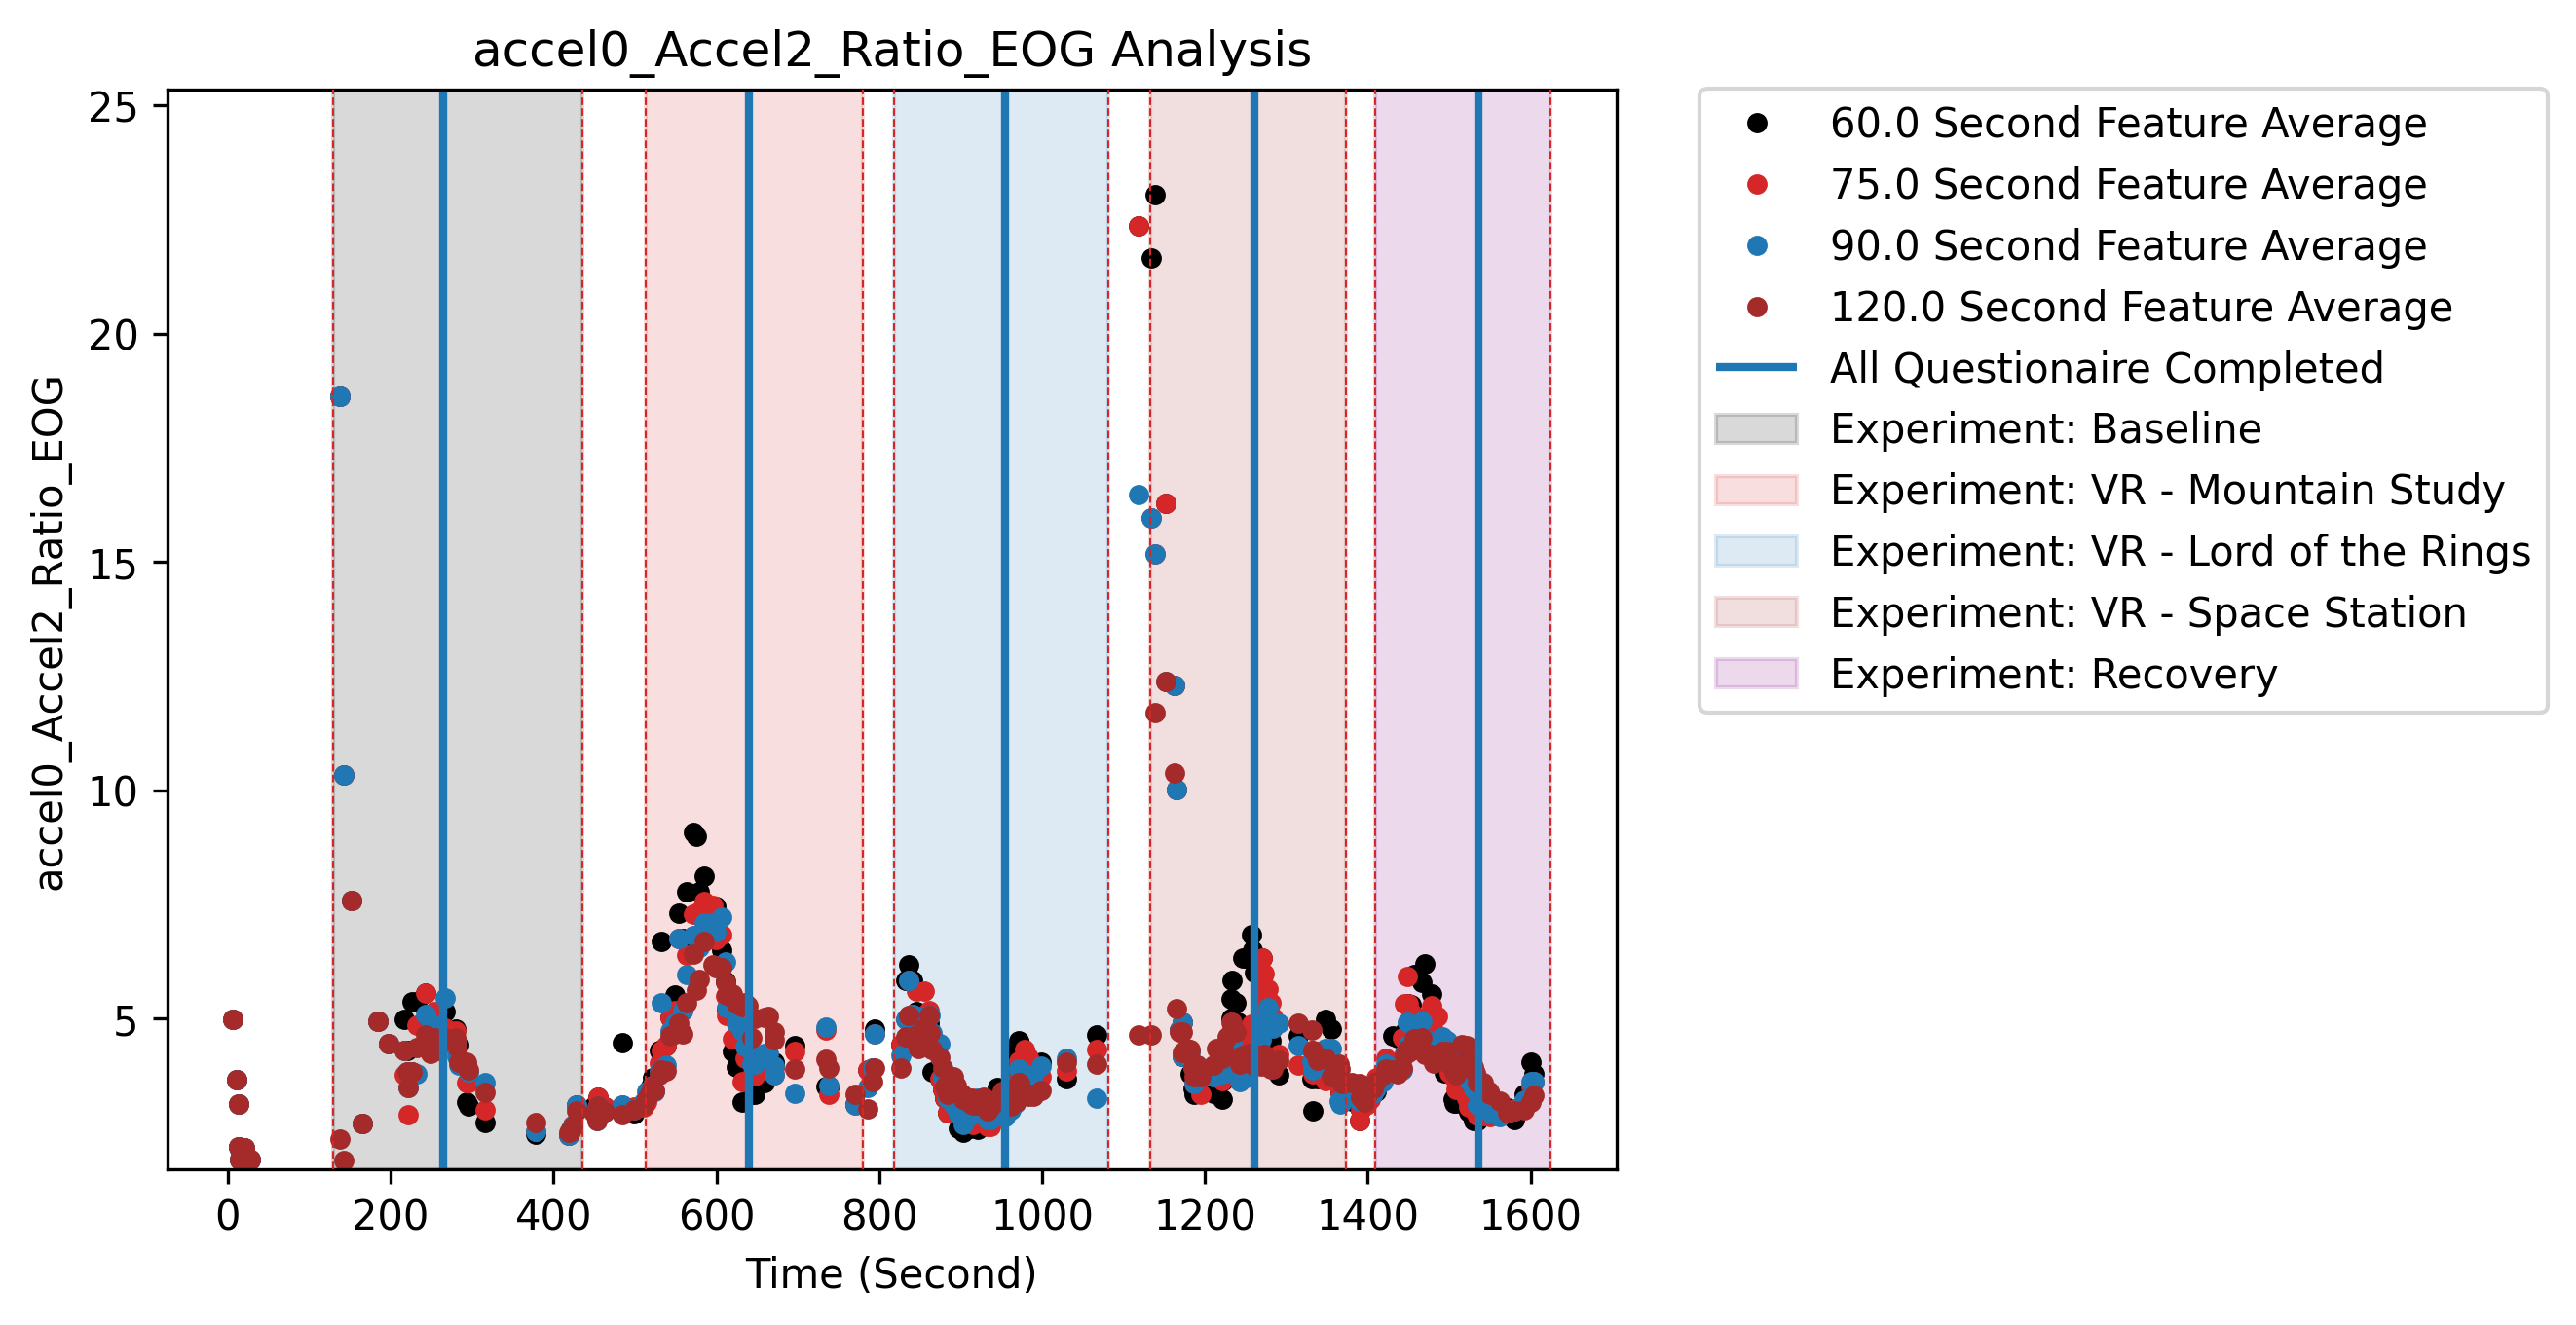 accel0_Accel2_Ratio_EOG Analysis
accel0_Accel2_Ratio_EOG
25
20
15
10
5
0 200 400 600 800 1000 1200 1400 1600
Time (Second)
60.0 Second Feature Average
75.0 Second Feature Average
90.0 Second Feature Average
120.0 Second Feature Average
All Questionaire Completed
Experiment: Baseline
Experiment: VR - Mountain Study
Experiment: VR - Lord of the Rings
Experiment: VR - Space Station
Experiment: Recovery